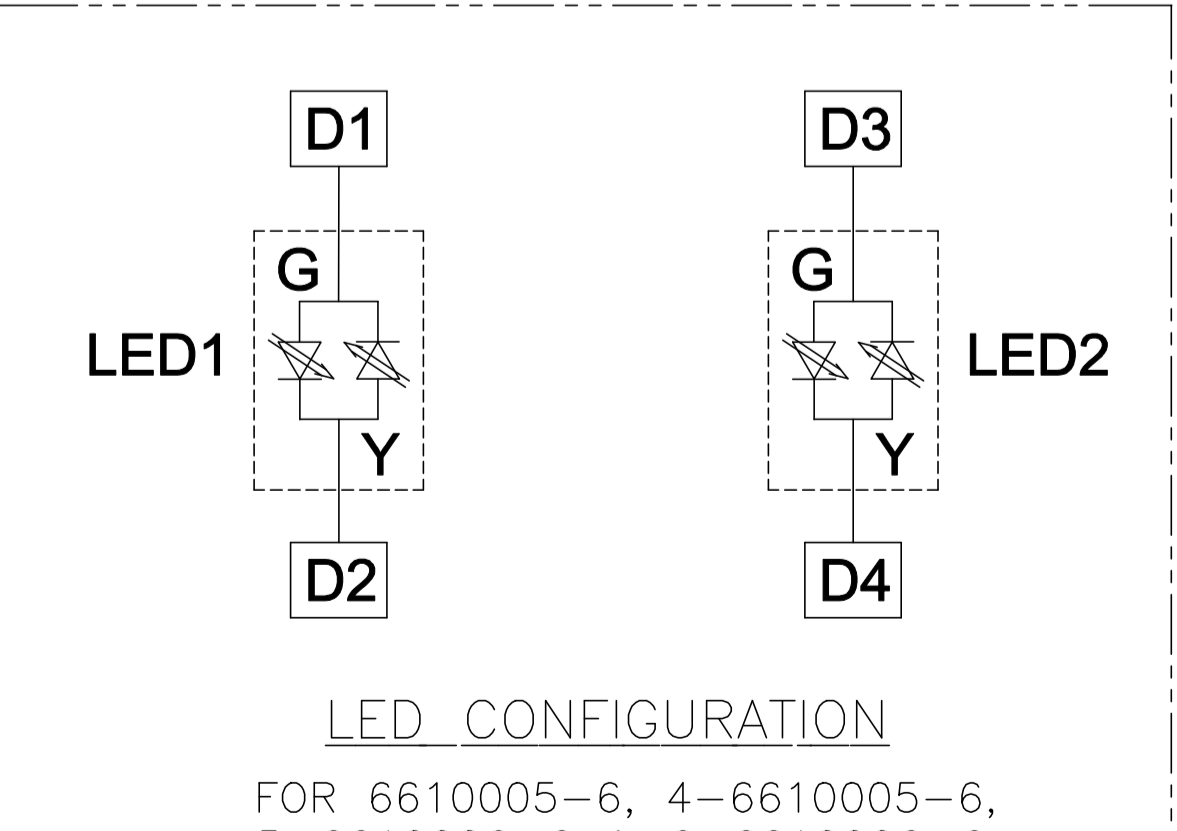 D1 D3
G G
LED1 LED2
Y Y
D2 D4
LED CONFIGURATION
FOR 6610005-6, 4-6610005-6,